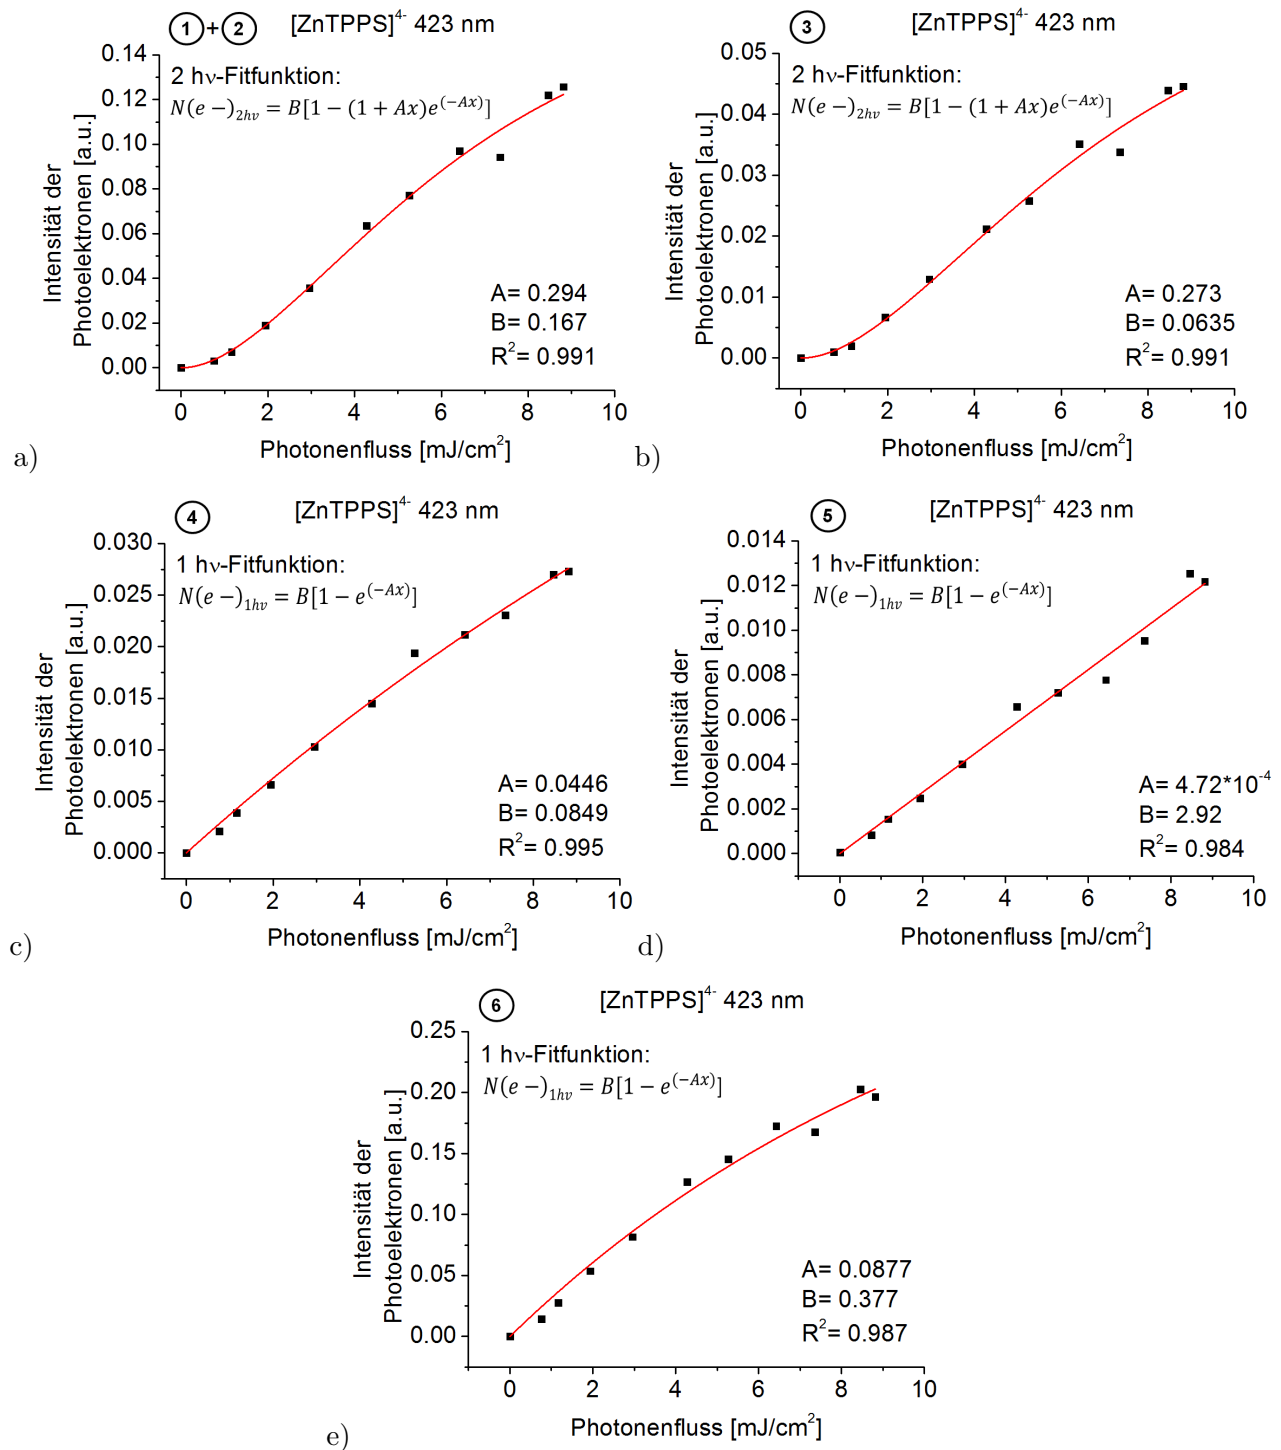 1+2 [ZnTPPS]4- 423 nm
2 hν-Fitfunktion:
N(e−)2hν = B[1 − (1 + Ax)e(−Ax)]
Intensität der
Photoelektronen [a.u.]
0.14
0.12
0.10
0.08
0.06
0.04
0.02
0.00
A= 0.294
B= 0.167
R2= 0.991
0 2 4 6 8 10
Photonenfluss [mJ/cm2]
a)
3 [ZnTPPS]4- 423 nm
2 hν-Fitfunktion:
N(e−)2hν = B[1 − (1 + Ax)e(−Ax)]
Intensität der
Photoelektronen [a.u.]
0.05
0.04
0.03
0.02
0.01
0.00
A= 0.273
B= 0.0635
R2= 0.991
0 2 4 6 8 10
Photonenfluss [mJ/cm2]
b)
4 [ZnTPPS]4- 423 nm
1 hν-Fitfunktion:
N(e−)1hν = B[1 − e(−Ax)]
Intensität der
Photoelektronen [a.u.]
0.030
0.025
0.020
0.015
0.010
0.005
0.000
A= 0.0446
B= 0.0849
R2= 0.995
0 2 4 6 8 10
Photonenfluss [mJ/cm2]
c)
5 [ZnTPPS]4- 423 nm
1 hν-Fitfunktion:
N(e−)1hν = B[1 − e(−Ax)]
Intensität der
Photoelektronen [a.u.]
0.014
0.012
0.010
0.008
0.006
0.004
0.002
0.000
A= 4.72*10-4
B= 2.92
R2= 0.984
0 2 4 6 8 10
Photonenfluss [mJ/cm2]
d)
6 [ZnTPPS]4- 423 nm
1 hν-Fitfunktion:
N(e−)1hν = B[1 − e(−Ax)]
Intensität der
Photoelektronen [a.u.]
0.25
0.20
0.15
0.10
0.05
0.00
A= 0.0877
B= 0.377
R2= 0.987
0 2 4 6 8 10
Photonenfluss [mJ/cm2]
e)